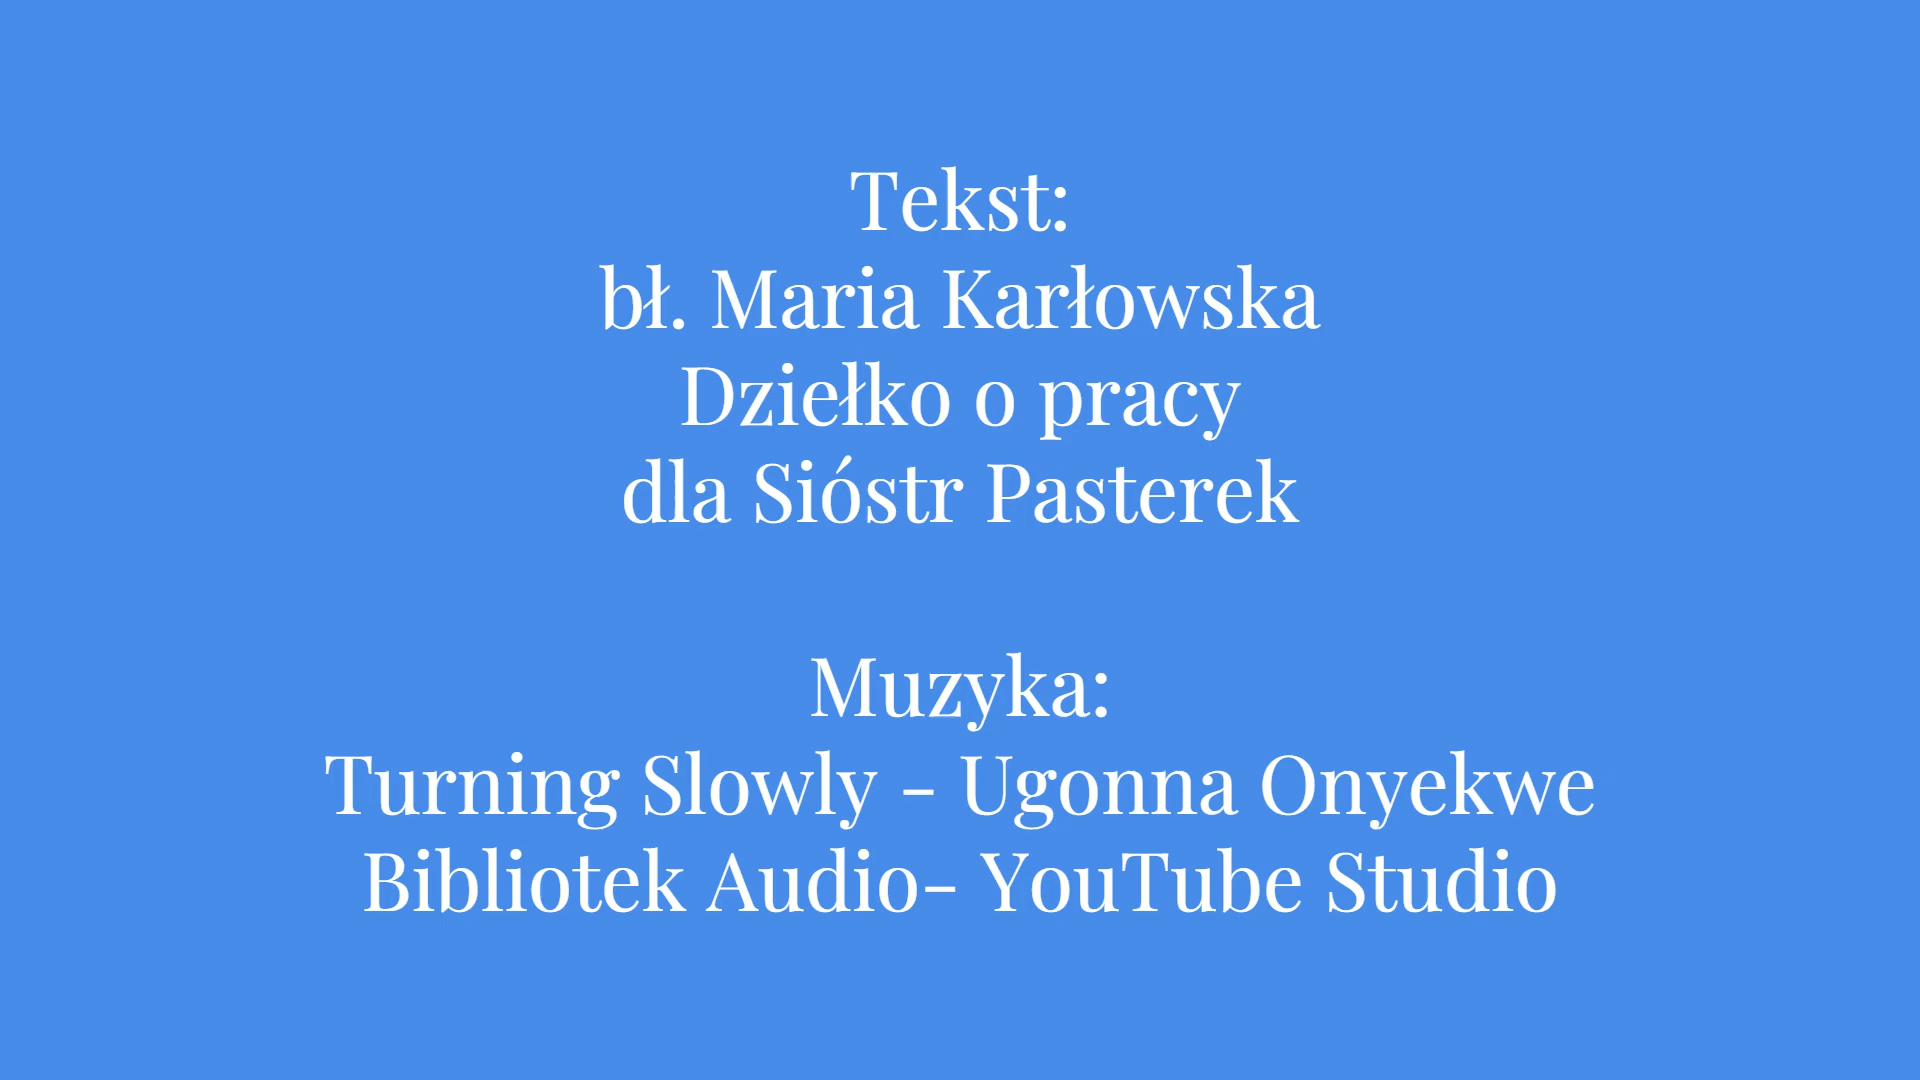 Tekst:
bł. Maria Karłowska
Dziełko o pracy
dla Sióstr Pasterek
Muzyka:
Turning Slowly - Ugonna Onyekwe
Bibliotek Audio- YouTube Studio